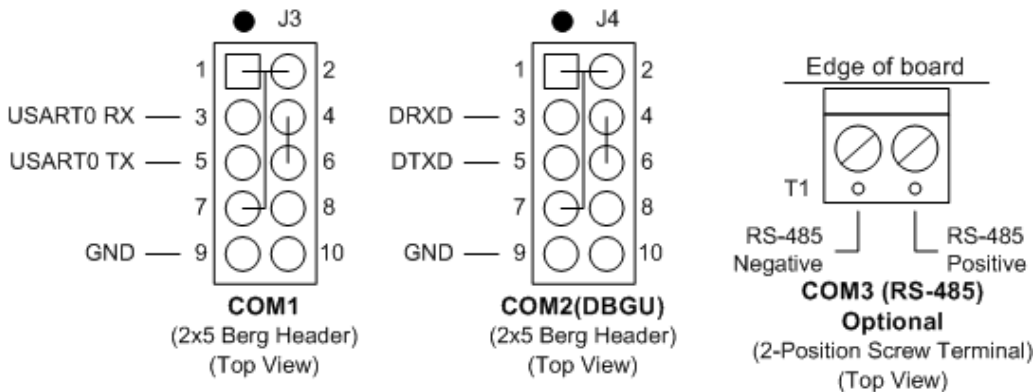 J3
1 2
USART0 RX 3 4
USART0 TX 5 6
7 8
GND 9 10
COM1
(2x5 Berg Header)
(Top View)
J4
1 2
DRXD 3 4
DTXD 5 6
7 8
GND 9 10
COM2(DBGU)
(2x5 Berg Header)
(Top View)
Edge of board
T1
RS-485
Negative
RS-485
Positive
COM3 (RS-485)
Optional
(2-Position Screw Terminal)
(Top View)